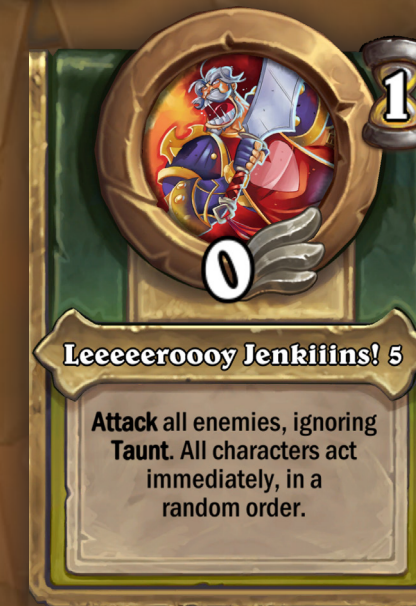 1
0
Leeeeeroooy Jenkiiins! 5
Attack all enemies, ignoring
Taunt. All characters act
immediately, in a
random order.